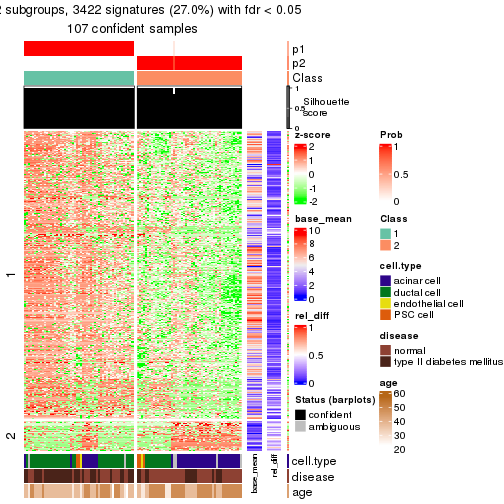 2 subgroups, 3422 signatures (27.0%) with fdr < 0.05
107 confident samples
p1
p2
Class
1
0.5
0
Silhouette
score
z-score
2
1
0
-1
-2
Prob
1
0.5
0
base_mean
10
8
6
4
2
0
Class
1
2
cell.type
acinar cell
ductal cell
endothelial cell
PSC cell
rel_diff
1
0.5
0
disease
normal
type II diabetes mellitus
Status (barplots)
confident
ambiguous
age
60
50
40
30
20
1
2
cell.type
disease
age
base_mean
rel_diff